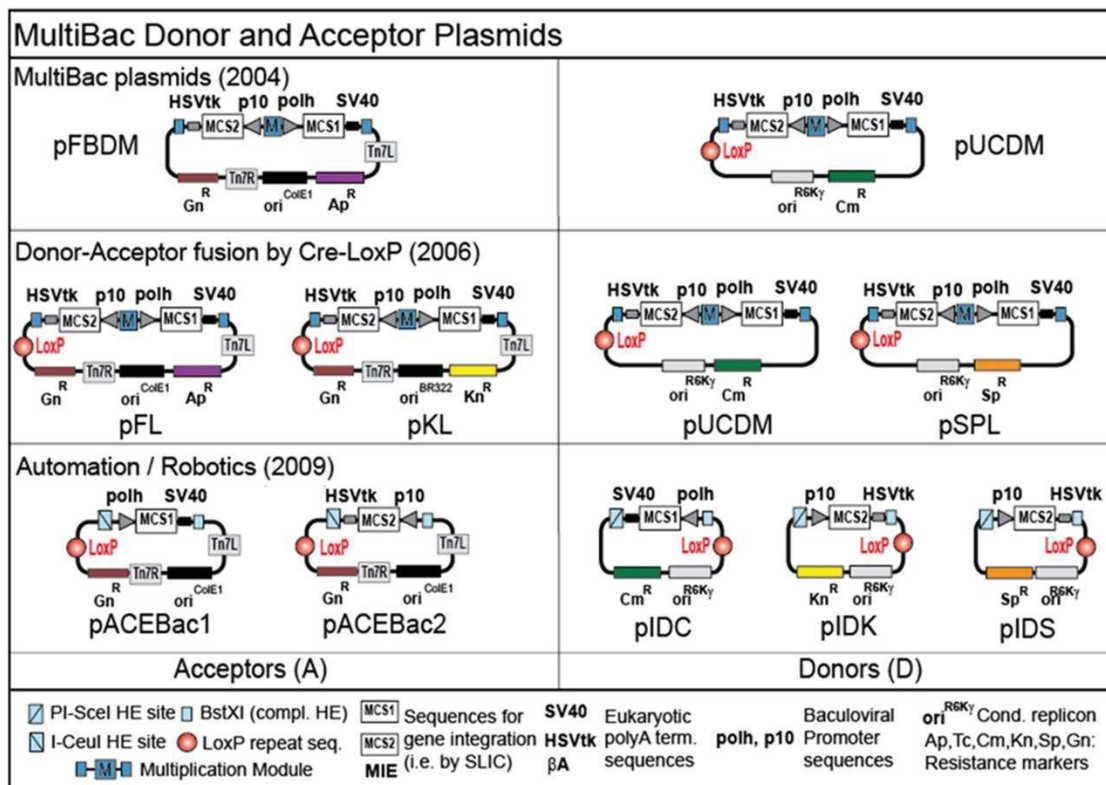 MultiBac Donor and Acceptor Plasmids
MultiBac plasmids (2004)
HSVtk p10 polh SV40
MCS2 M MCS1
pFBDM
Tn7L
R Tn7R ColE1 R
Gn ori Ap
HSVtk p10 polh SV40
MCS2 M MCS1
LoxP
pUCDM
R6Kγ R
ori Cm
Donor-Acceptor fusion by Cre-LoxP (2006)
HSVtk p10 polh SV40
MCS2 M MCS1
LoxP
Tn7L
R Tn7R ColE1 R
Gn ori Ap
pFL
HSVtk p10 polh SV40
MCS2 M MCS1
LoxP
Tn7L
R Tn7R BR322 R
Gn ori Kn
pKL
HSVtk p10 polh SV40
MCS2 M MCS1
LoxP
R6Kγ R
ori Cm
pUCDM
HSVtk p10 polh SV40
MCS2 M MCS1
LoxP
R6Kγ R
ori Sp
pSPL
Automation / Robotics (2009)
polh SV40
MCS1
LoxP
Tn7L
R Tn7R ColE1
Gn ori
pACEBac1
HSVtk p10
MCS2
LoxP
Tn7L
R Tn7R ColE1
Gn ori
pACEBac2
SV40 polh
MCS1
LoxP
R R6Kγ
Cm ori
pIDC
p10 HSVtk
MCS2
LoxP
R R6Kγ
Kn ori
pIDK
p10 HSVtk
MCS2
LoxP
R R6Kγ
Sp ori
pIDS
Acceptors (A)
Donors (D)
PI-SceI HE site
BstXI (compl. HE)
I-CeuI HE site
LoxP repeat seq.
M Multiplication Module
MCS1
MCS2
MIE
Sequences for
gene integration
(i.e. by SLIC)
SV40
HSVtk
βA
Eukaryotic
polyA term.
sequences
polh, p10
Baculoviral
Promoter
sequences
ori R6Kγ Cond. replicon
Ap,Tc,Cm,Kn,Sp,Gn:
Resistance markers